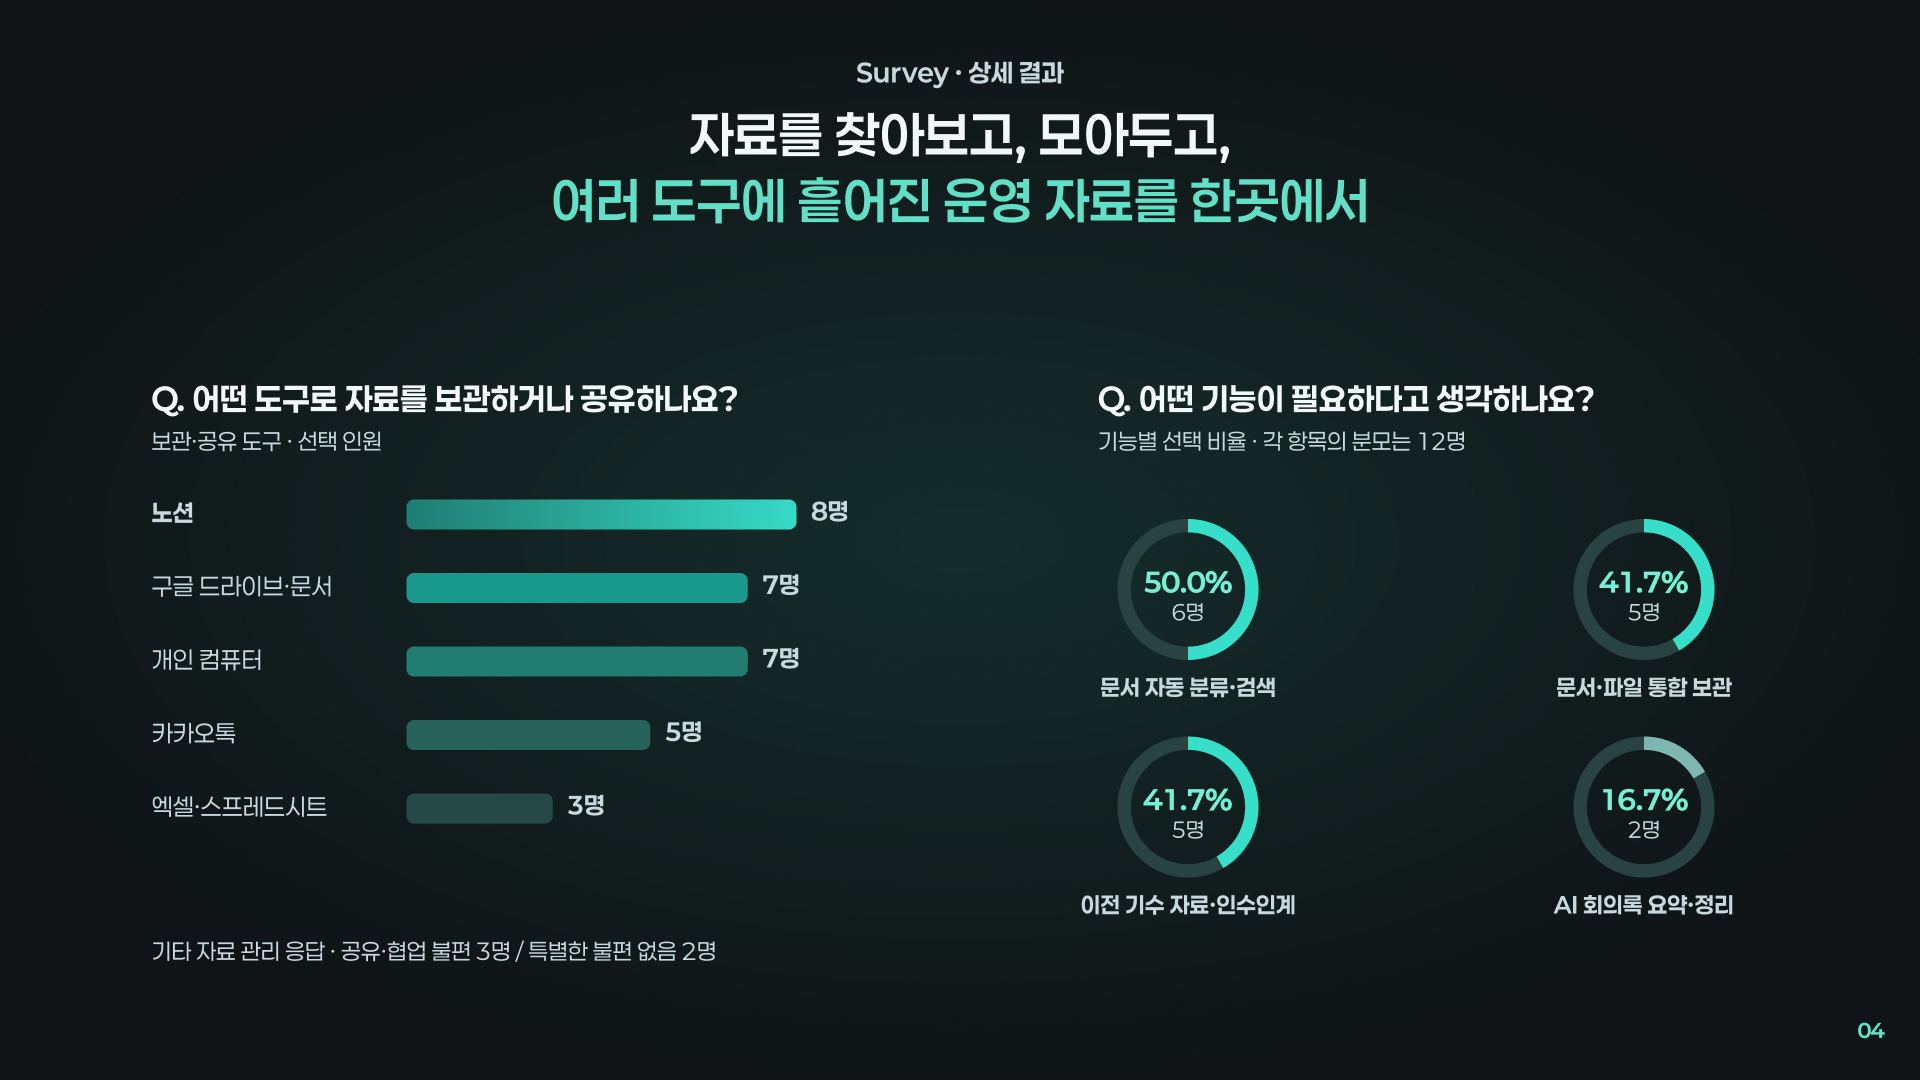 Survey · 상세 결과
자료를 찾아보고, 모아두고,
여러 도구에 흩어진 운영 자료를 한곳에서
Q. 어떤 도구로 자료를 보관하거나 공유하나요?
보관·공유 도구 · 선택 인원
노션
8명
구글 드라이브·문서
7명
개인 컴퓨터
7명
카카오톡
5명
엑셀·스프레드시트
3명
기타 자료 관리 응답 · 공유·협업 불편 3명 / 특별한 불편 없음 2명
Q. 어떤 기능이 필요하다고 생각하나요?
기능별 선택 비율 · 각 항목의 분모는 12명
50.0%
6명
문서 자동 분류·검색
41.7%
5명
문서·파일 통합 보관
41.7%
5명
이전 기수 자료·인수인계
16.7%
2명
AI 회의록 요약·정리
04